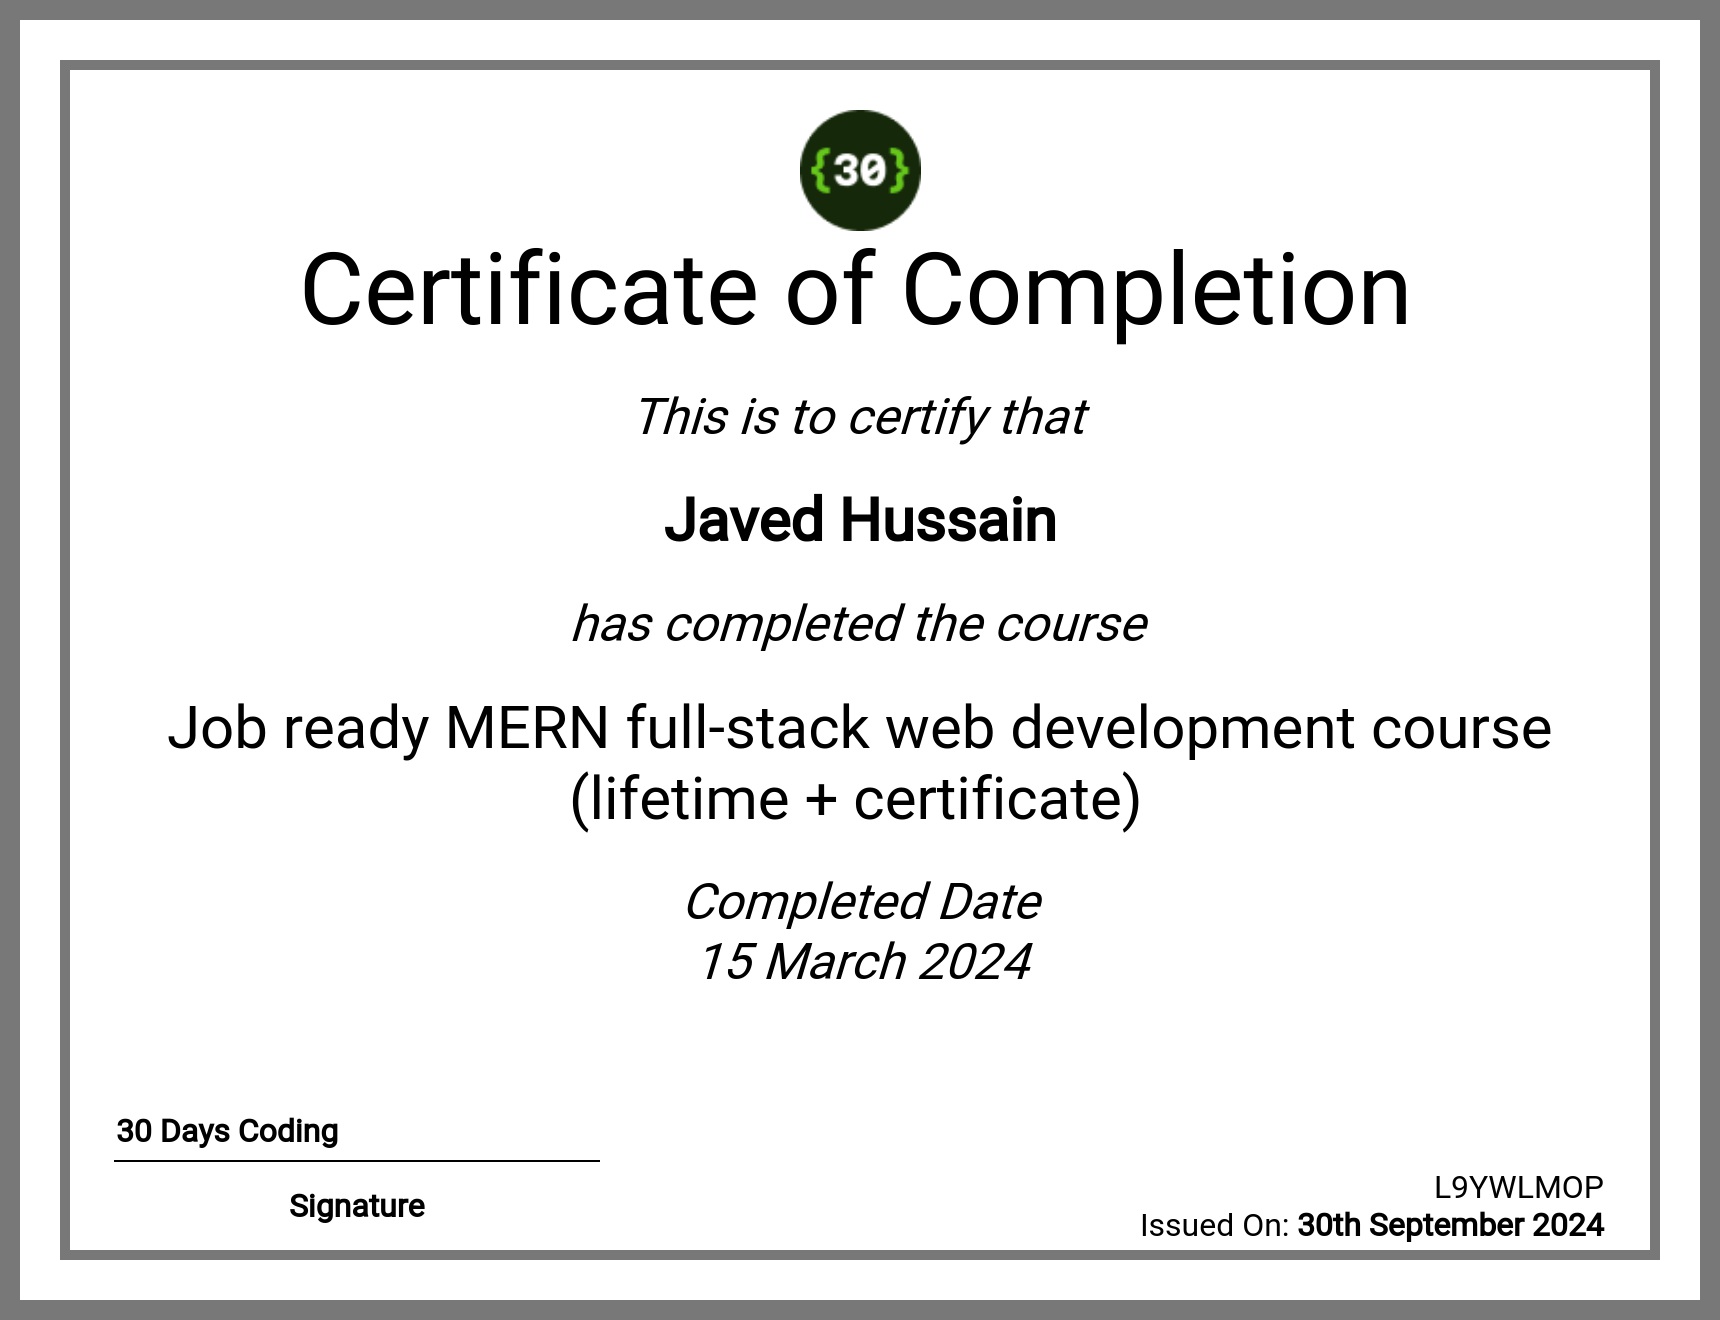 {30}
Certificate of Completion
This is to certify that
Javed Hussain
has completed the course
Job ready MERN full-stack web development course
(lifetime + certificate)
Completed Date
15 March 2024
30 Days Coding
Signature
L9YWLMOP
Issued On: 30th September 2024